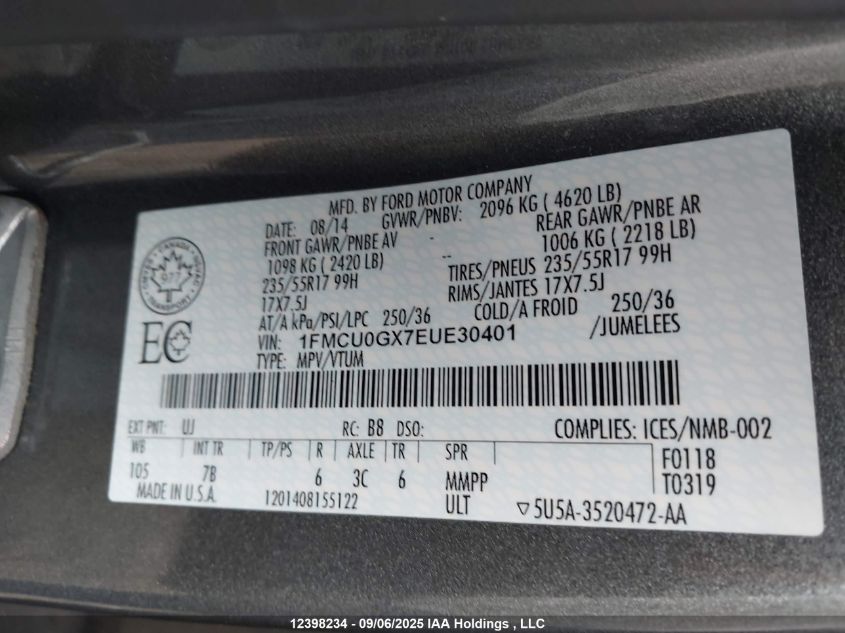 MFD. BY FORD MOTOR COMPANY
DATE: 08/14 GVWR/PNBV: 2096 KG ( 4620 LB)
FRONT GAWR/PNBE AV - REAR GAWR/PNBE AR
1098 KG ( 2420 LB) -- 1006 KG ( 2218 LB)
235/55R17 99H TIRES/PNEUS 235/55R17 99H
17X7.5J RIMS/JANTES 17X7.5J
AT/A kPa/PSI/LPC 250/36 COLD/A FROID 250/36
VIN: 1FMCU0GX7EUE30401 /JUMELEES
TYPE: MPV/VTUM
EC
EXT PNT: UJ RC: B8 DSO: COMPLIES: ICES/NMB-002
WB INT TR TP/PS R AXLE TR SPR F0118
105 7B 6 3C 6 MMPP T0319
MADE IN U.S.A. 1201408155122 ULT ▽5U5A-3520472-AA
12398234 - 09/06/2025 IAA Holdings , LLC